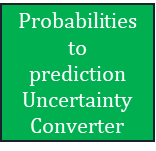 Probabilities
to
prediction
Uncertainty
Converter